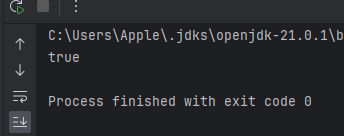 C:\Users\Apple\.jdks\openjdk-21.0.1\b
true
Process finished with exit code 0